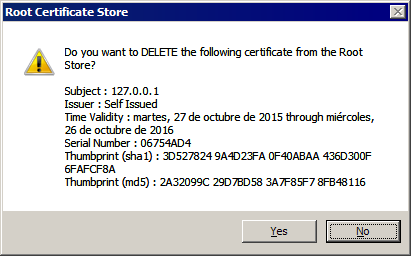 Root Certificate Store
Do you want to DELETE the following certificate from the Root
Store?
Subject : 127.0.0.1
Issuer : Self Issued
Time Validity : martes, 27 de octubre de 2015 through miércoles,
26 de octubre de 2016
Serial Number : 06754AD4
Thumbprint (sha1) : 3D527824 9A4D23FA 0F40ABAA 436D300F
6FAFCF8A
Thumbprint (md5) : 2A32099C 29D7BD58 3A7F85F7 8FB48116
Yes No